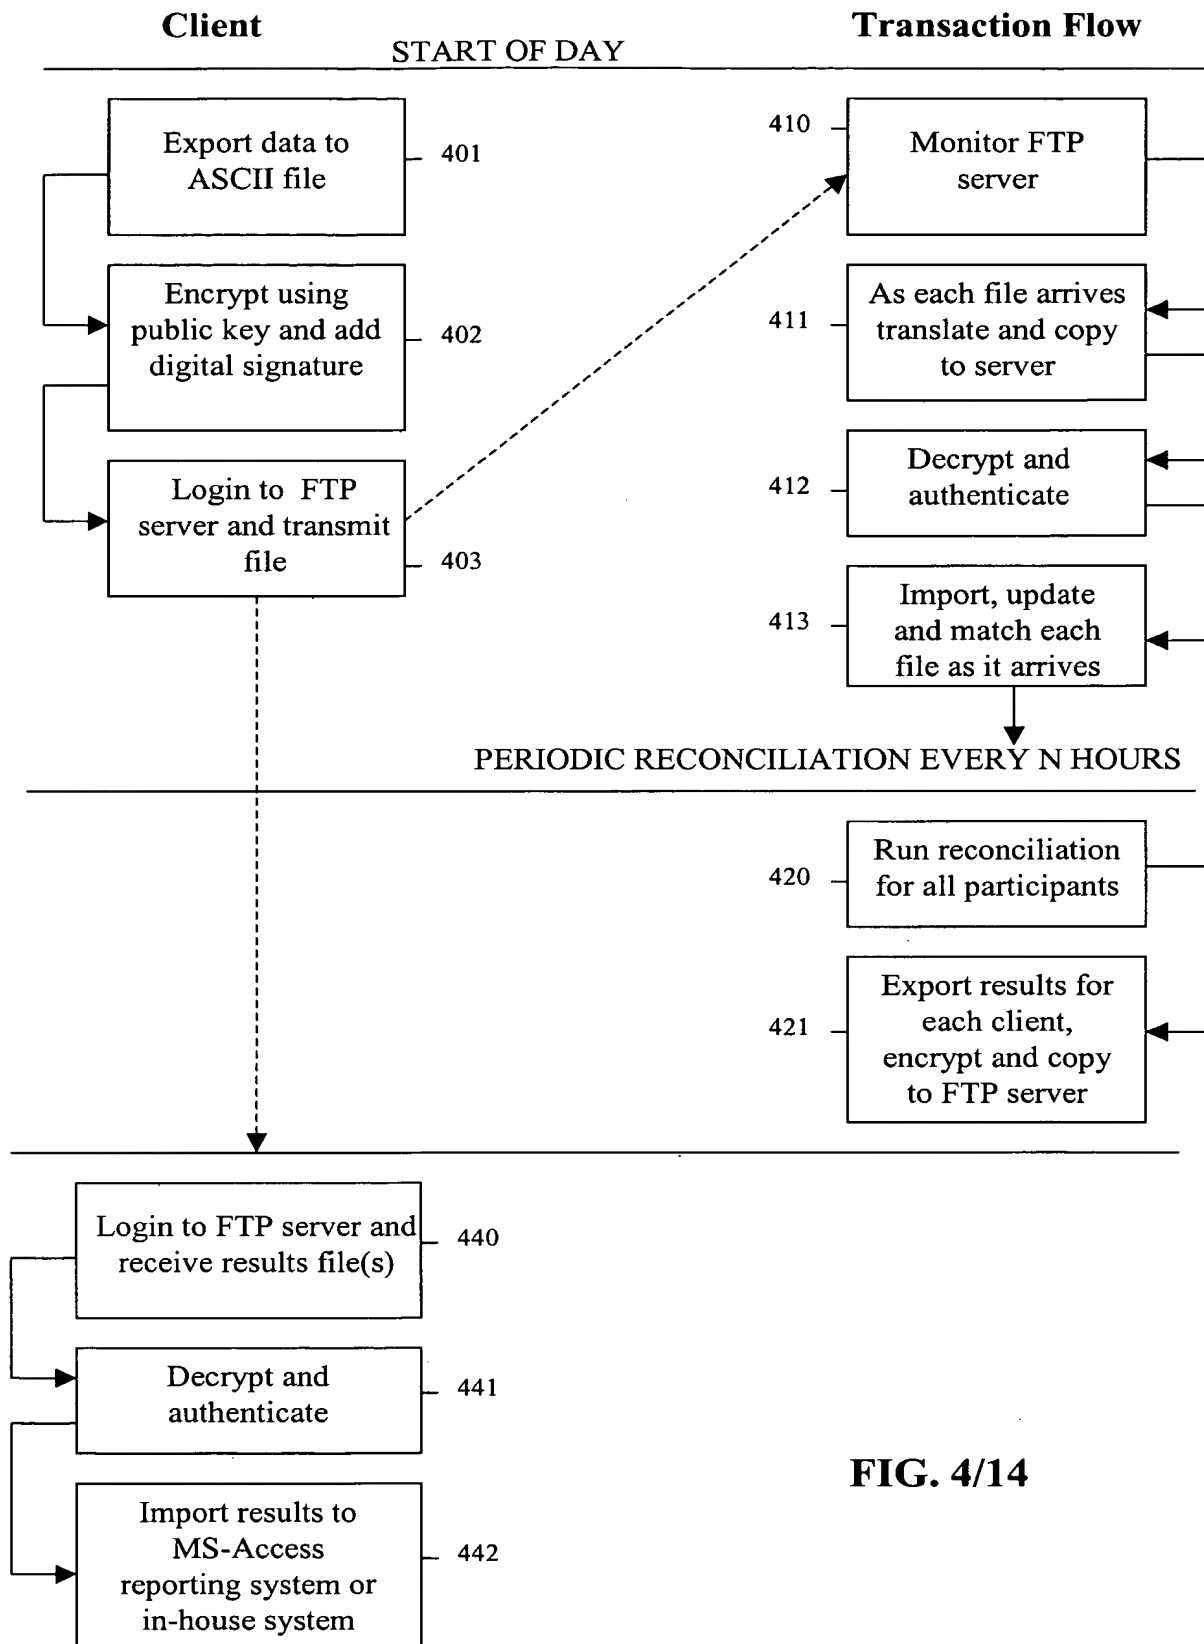 Client
Transaction Flow
START OF DAY
Export data to
ASCII file
401
Encrypt using
public key and add
digital signature
402
Login to FTP
server and transmit
file
403
410
Monitor FTP
server
411
As each file arrives
translate and copy
to server
412
Decrypt and
authenticate
413
Import, update
and match each
file as it arrives
PERIODIC RECONCILIATION EVERY N HOURS
420
Run reconciliation
for all participants
421
Export results for
each client,
encrypt and copy
to FTP server
Login to FTP server and
receive results file(s)
440
Decrypt and
authenticate
441
Import results to
MS-Access
reporting system or
in-house system
442
FIG. 4/14